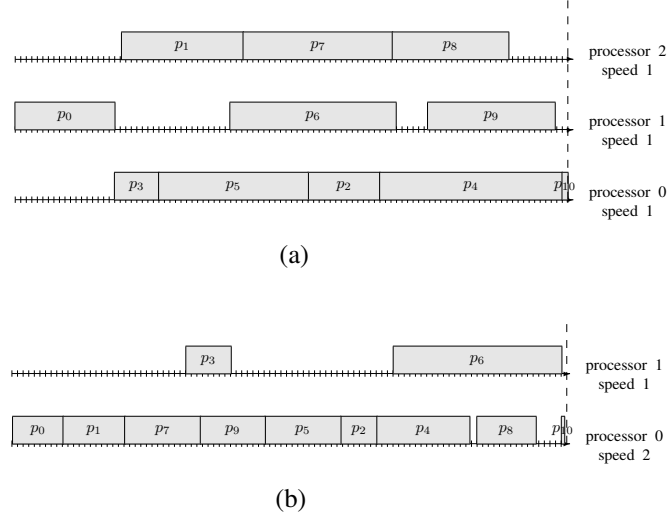 p1 p7 p8
processor 2
speed 1
p0 p6 p9
processor 1
speed 1
p3 p5 p2 p4 p10
processor 0
speed 1
(a)
p3 p6
processor 1
speed 1
p0 p1 p7 p9 p5 p2 p4 p8 p10
processor 0
speed 2
(b)